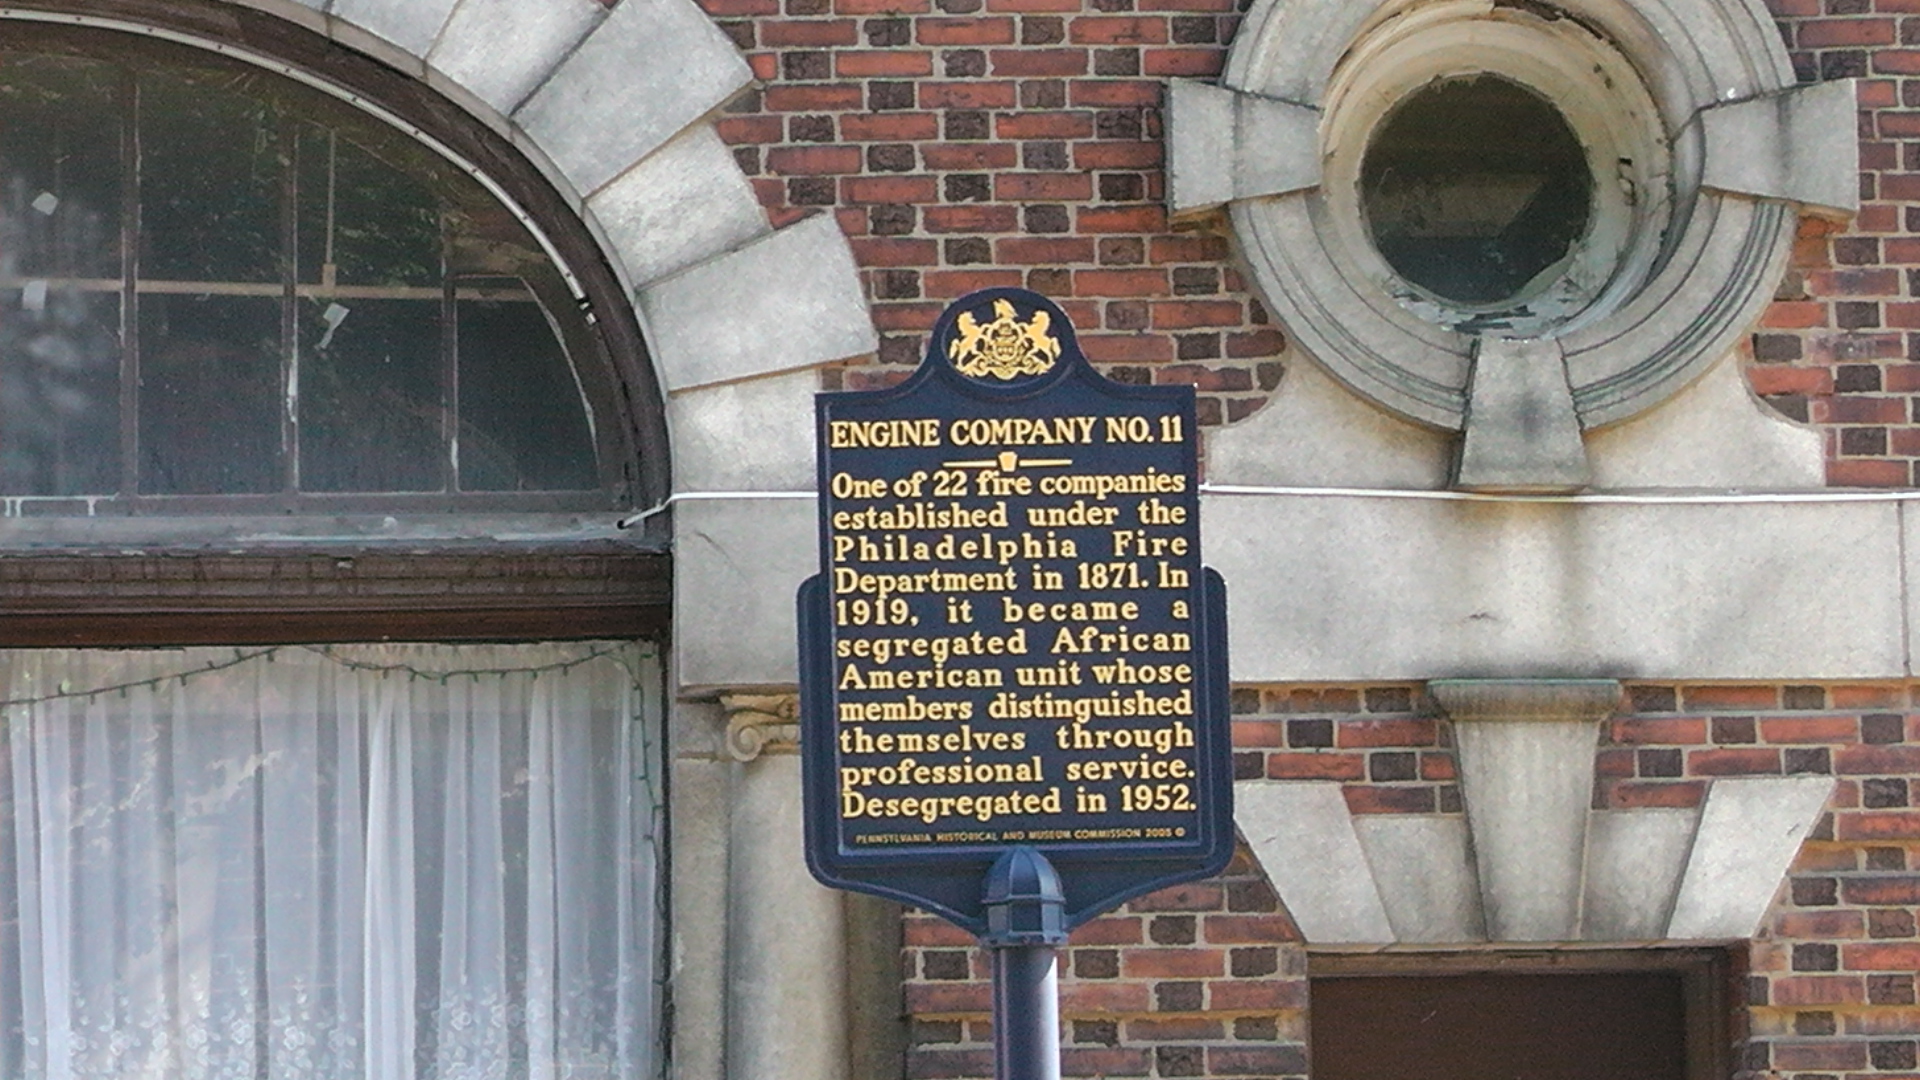 ENGINE COMPANY NO. 11
One of 22 fire companies
established under the
Philadelphia Fire
Department in 1871. In
1919, it became a
segregated African
American unit whose
members distinguished
themselves through
professional service.
Desegregated in 1952.
PENNSYLVANIA HISTORICAL AND MUSEUM COMMISSION 2005 ©